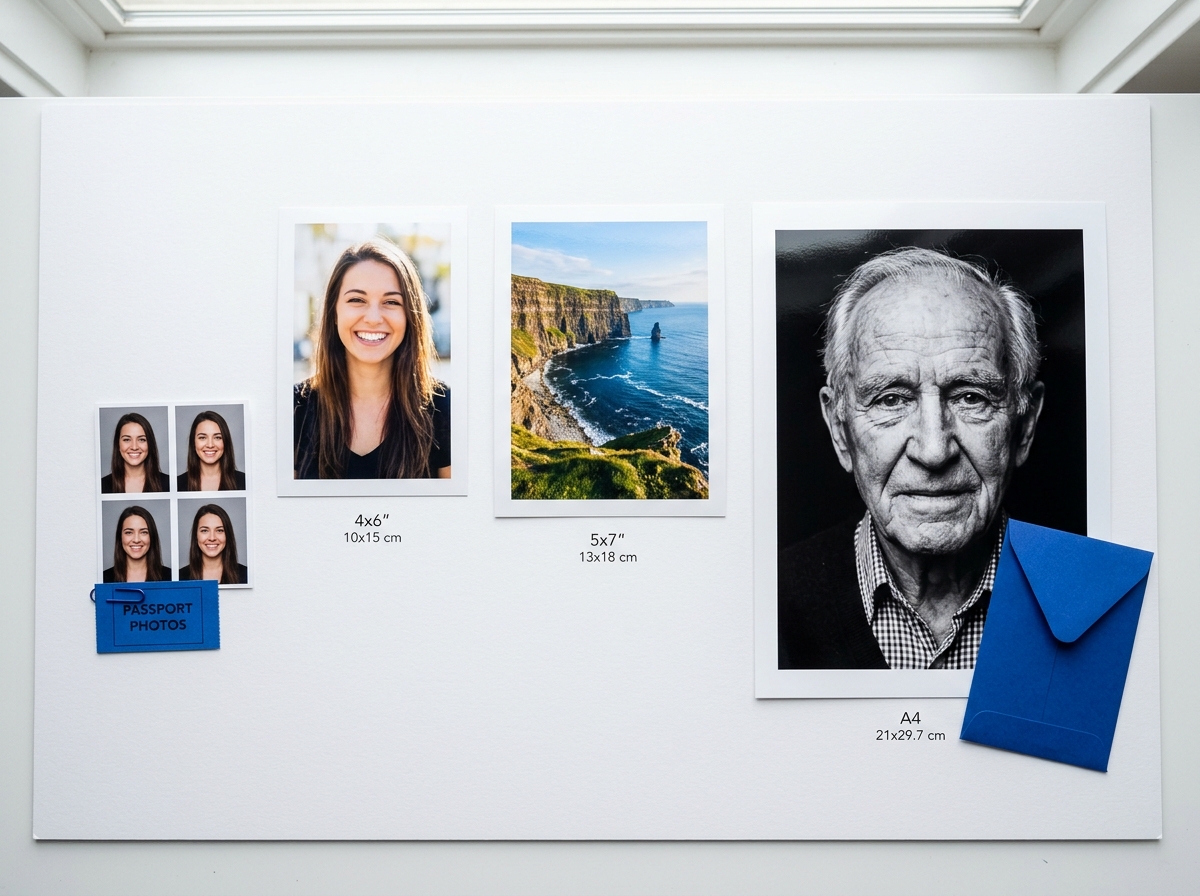 PASSPORT
PHOTOS
4x6"
10x15 cm
5x7"
13x18 cm
A4
21x29.7 cm